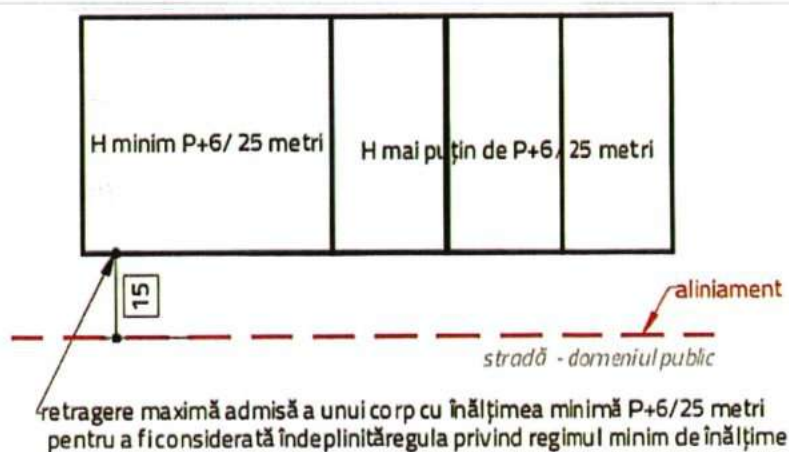 H minim P+6/ 25 metri
H mai puțin de P+6/ 25 metri
15
aliniament
stradă - domeniul public
retragere maximă admisă a unui corp cu înălțimea minimă P+6/25 metri
pentru a fi considerată îndeplinită regula privind regimul minim de înălțime